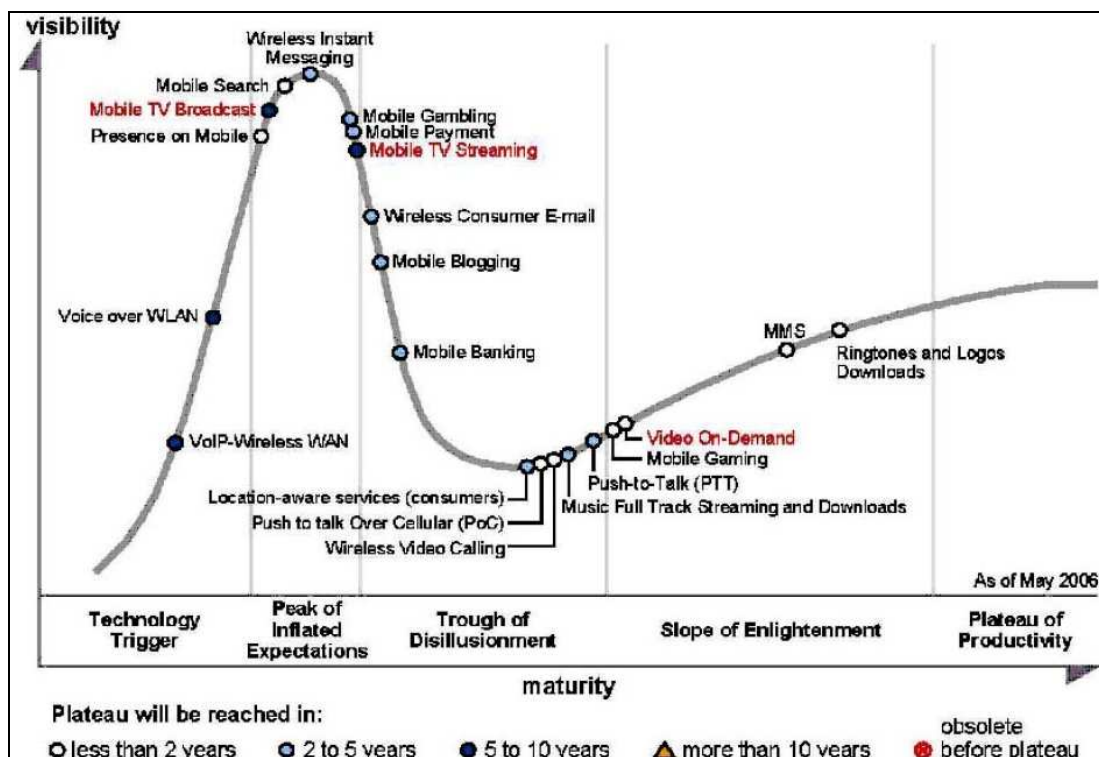 visibility
Wireless Instant
Messaging
Mobile Search
Mobile TV Broadcast
Presence on Mobile
Mobile Gambling
Mobile Payment
Mobile TV Streaming
Wireless Consumer E-mail
Mobile Blogging
Voice over WLAN
Mobile Banking
MMS
Ringtones and Logos
Downloads
VoIP-Wireless WAN
Video On-Demand
Mobile Gaming
Push-to-Talk (PTT)
Music Full Track Streaming and Downloads
Location-aware services (consumers)
Push to talk Over Cellular (PoC)
Wireless Video Calling
As of May 2006
Technology
Trigger
Peak of
Inflated
Expectations
Trough of
Disillusionment
Slope of Enlightenment
Plateau of
Productivity
maturity
Plateau will be reached in:
less than 2 years
2 to 5 years
5 to 10 years
more than 10 years
obsolete
before plateau